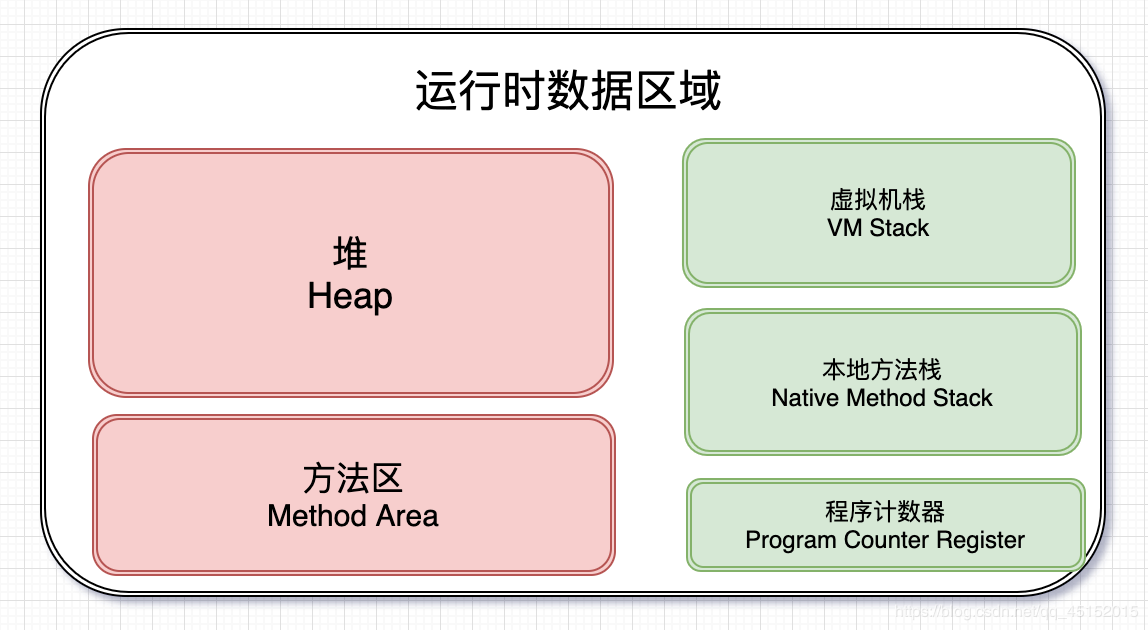 运行时数据区域
堆
Heap
方法区
Method Area
虚拟机栈
VM Stack
本地方法栈
Native Method Stack
程序计数器
Program Counter Register
https://blog.csdn.net/qq_45152015